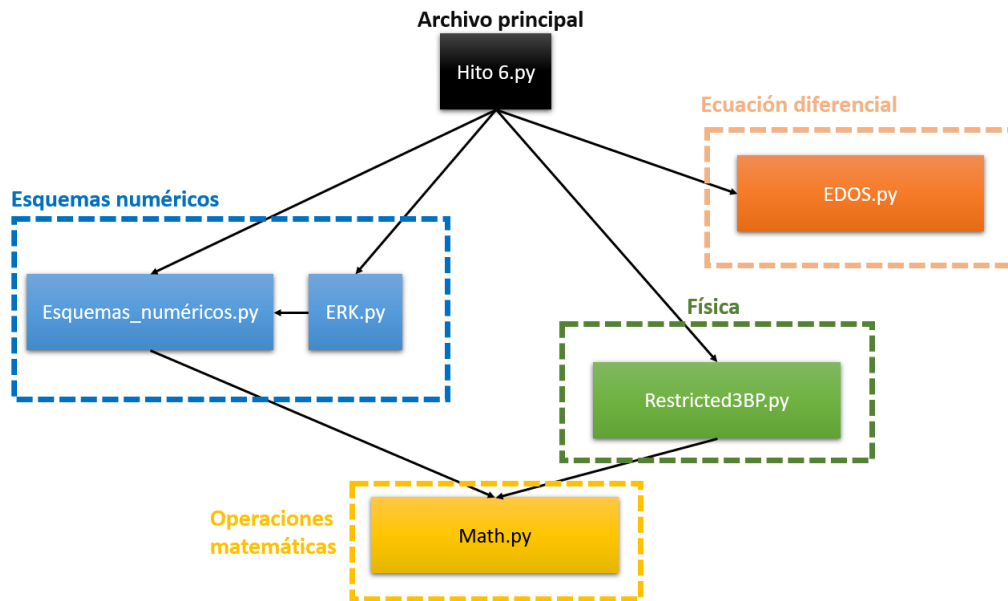 Archivo principal
Hito 6.py
Ecuación diferencial
EDOS.py
Esquemas numéricos
Esquemas_numéricos.py
ERK.py
Física
Restricted3BP.py
Operaciones
matemáticas
Math.py